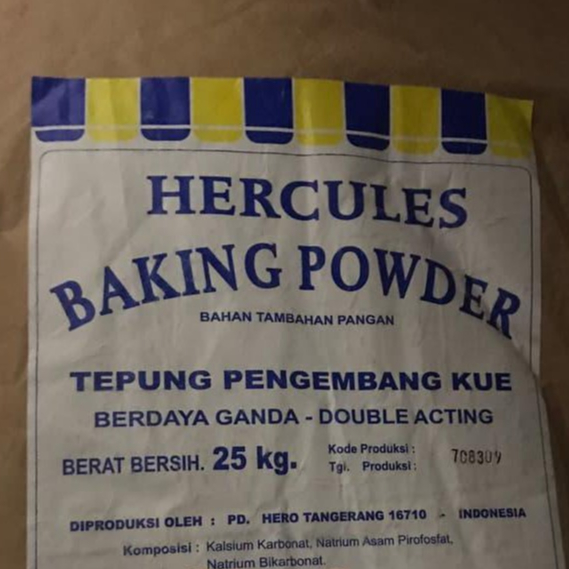 HERCULES
BAKING POWDER
BAHAN TAMBAHAN PANGAN
TEPUNG PENGEMBANG KUE
BERDAYA GANDA - DOUBLE ACTING
BERAT BERSIH. 25 kg.
Kode Produksi : 708309
Tgl. Produksi :
DIPRODUKSI OLEH : PD. HERO TANGERANG 16710 - INDONESIA
Komposisi : Kalsium Karbonat, Natrium Asam Pirofosfat,
Natrium Bikarbonat.